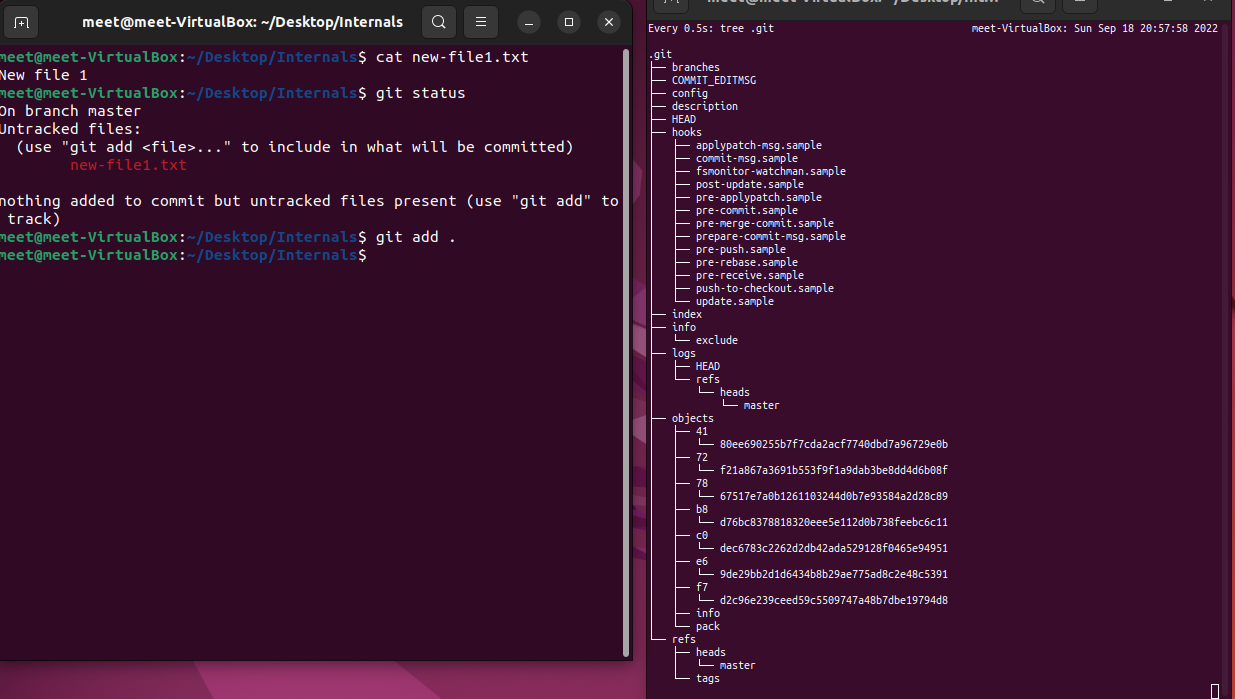 meet@meet-VirtualBox: ~/Desktop/Internals
meet@meet-VirtualBox:~/Desktop/Internals$ cat new-file1.txt
New file 1
meet@meet-VirtualBox:~/Desktop/Internals$ git status
On branch master
Untracked files:
(use "git add <file>..." to include in what will be committed)
new-file1.txt
nothing added to commit but untracked files present (use "git add" to
track)
meet@meet-VirtualBox:~/Desktop/Internals$ git add .
meet@meet-VirtualBox:~/Desktop/Internals$
Every 0.5s: tree .git
meet-VirtualBox: Sun Sep 18 20:57:58 2022
.git
branches
COMMIT_EDITMSG
config
description
HEAD
hooks
applypatch-msg.sample
commit-msg.sample
fsmonitor-watchman.sample
post-update.sample
pre-applypatch.sample
pre-commit.sample
pre-merge-commit.sample
prepare-commit-msg.sample
pre-push.sample
pre-rebase.sample
pre-receive.sample
push-to-checkout.sample
update.sample
index
info
exclude
logs
HEAD
refs
heads
master
objects
41
80ee690255b7f7cda2acf7740dbd7a96729e0b
72
f21a867a3691b553f9f1a9dab3be8dd4d6b08f
78
67517e7a0b1261103244d0b7e93584a2d28c89
b8
d76bc8378818320eee5e112d0b738feebc6c11
c0
dec6783c2262d2db42ada529128f0465e94951
e6
9de29bb2d1d6434b8b29ae775ad8c2e48c5391
f7
d2c96e239ceed59c5509747a48b7dbe19794d8
info
pack
refs
heads
master
tags